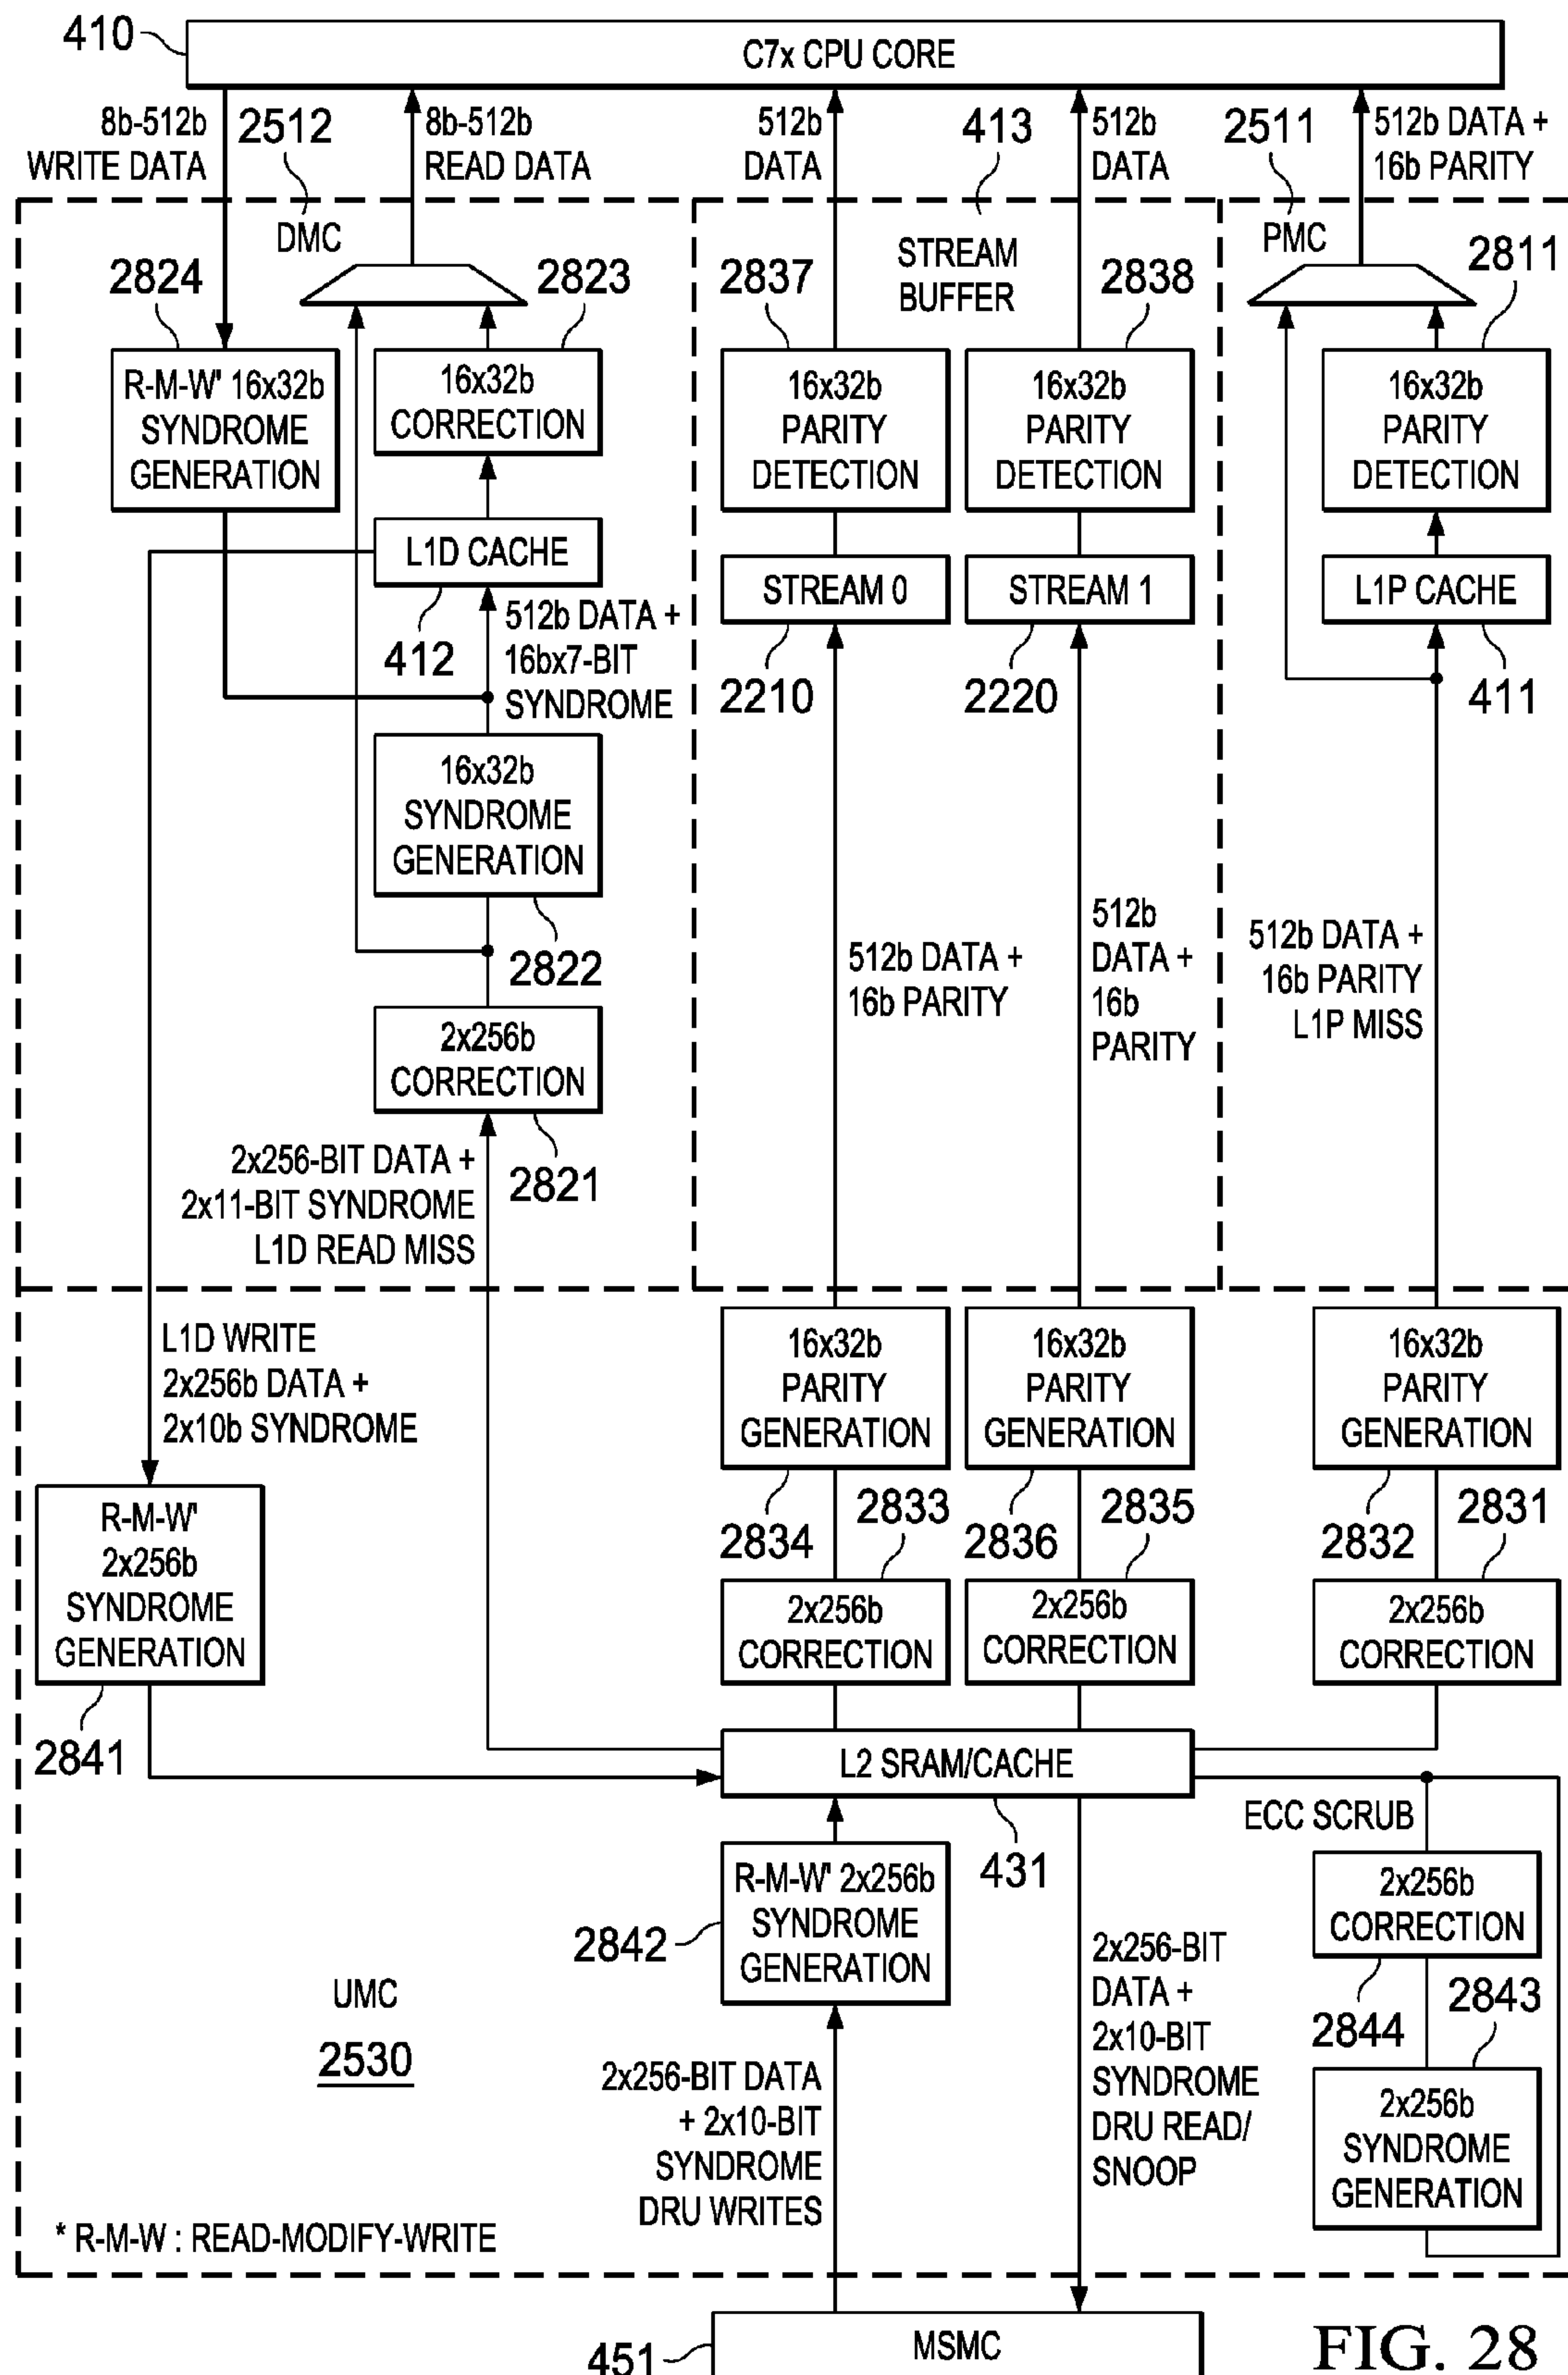 410
C7x CPU CORE
8b-512b
WRITE DATA
2512
8b-512b
READ DATA
512b
DATA
413
512b
DATA
2511
512b DATA +
16b PARITY
DMC
STREAM
BUFFER
PMC
2824
2823
2837
2838
2811
R-M-W' 16x32b
SYNDROME
GENERATION
16x32b
CORRECTION
16x32b
PARITY
DETECTION
16x32b
PARITY
DETECTION
16x32b
PARITY
DETECTION
L1D CACHE
STREAM 0
STREAM 1
L1P CACHE
412
512b DATA +
16bx7-BIT
SYNDROME
2210
2220
411
16x32b
SYNDROME
GENERATION
2822
512b DATA +
16b PARITY
512b
DATA +
16b
PARITY
512b DATA +
16b PARITY
L1P MISS
2x256b
CORRECTION
2821
2x256-BIT DATA +
2x11-BIT SYNDROME
L1D READ MISS
L1D WRITE
2x256b DATA +
2x10b SYNDROME
16x32b
PARITY
GENERATION
16x32b
PARITY
GENERATION
16x32b
PARITY
GENERATION
R-M-W'
2x256b
SYNDROME
GENERATION
2834
2833
2836
2835
2832
2831
2x256b
CORRECTION
2x256b
CORRECTION
2x256b
CORRECTION
2841
L2 SRAM/CACHE
431
ECC SCRUB
R-M-W' 2x256b
SYNDROME
GENERATION
2842
2x256b
CORRECTION
2844
2843
2x256b
SYNDROME
GENERATION
UMC
2530
2x256-BIT DATA
+ 2x10-BIT
SYNDROME
DRU WRITES
2x256-BIT
DATA +
2x10-BIT
SYNDROME
DRU READ/
SNOOP
* R-M-W : READ-MODIFY-WRITE
451
MSMC
FIG. 28